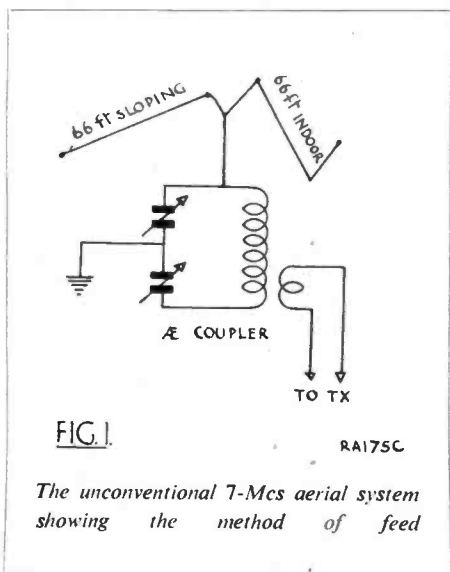 66 ft SLOPING
66 ft INDOOR
Æ COUPLER
TO TX
FIG. 1.
RA175C
The unconventional 7-Mcs aerial system
showing the method of feed